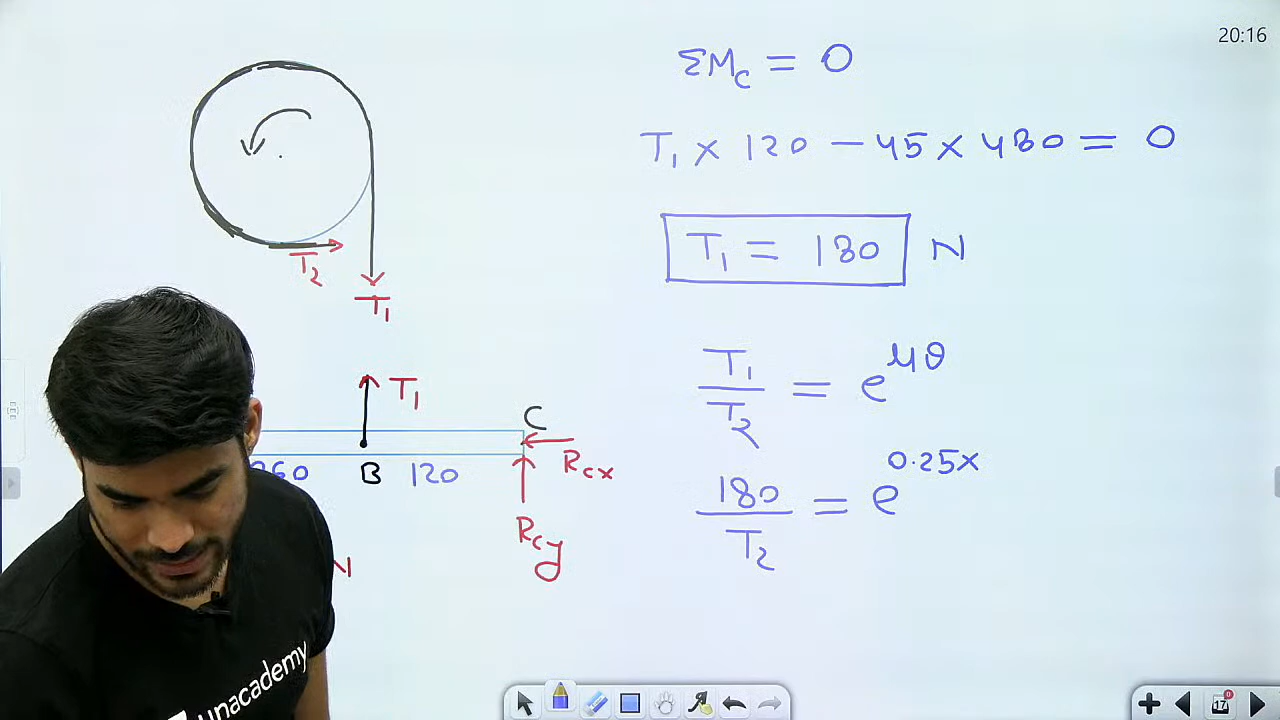 20:16
ΣM_C = 0
T₁ × 120 – 45 × 480 = 0
T₁ = 180 N
T₁/T₂ = e^μθ
180/T₂ = e^0.25×
T₂
T₁
T₁
C
B 120
R_Cx
R_Cy
N
unacademy
17